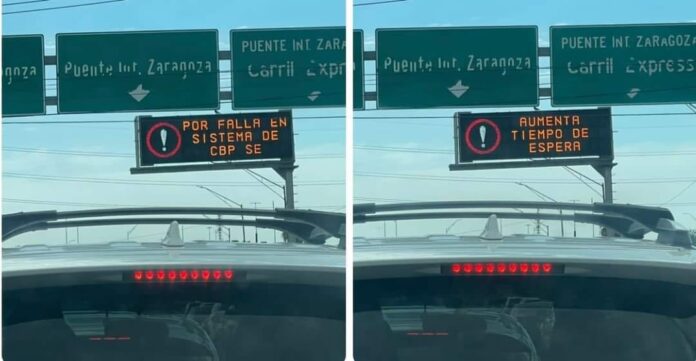 goza
Puente Int. Zaragoza
PUENTE INT. ZARA
Carril Expr
POR FALLA EN
SISTEMA DE
CBP SE
Puente Int. Zaragoza
PUENTE INT. ZARAGOZA
Carril Express
AUMENTA
TIEMPO DE
ESPERA